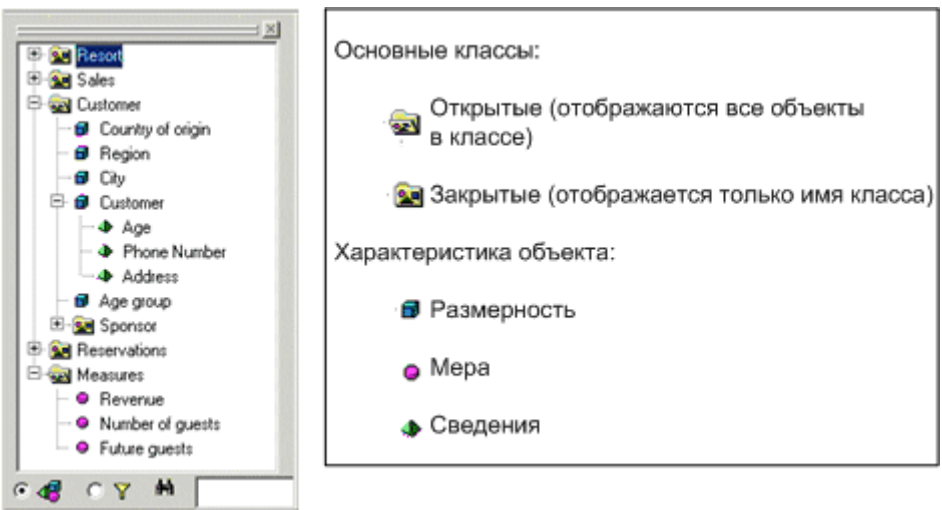 Resort
Sales
Customer
Country of origin
Region
City
Customer
Age
Phone Number
Address
Age group
Sponsor
Reservations
Measures
Revenue
Number of guests
Future guests
Основные классы:
Открытые (отображаются все объекты
в классе)
Закрытые (отображается только имя класса)
Характеристика объекта:
Размерность
Мера
Сведения